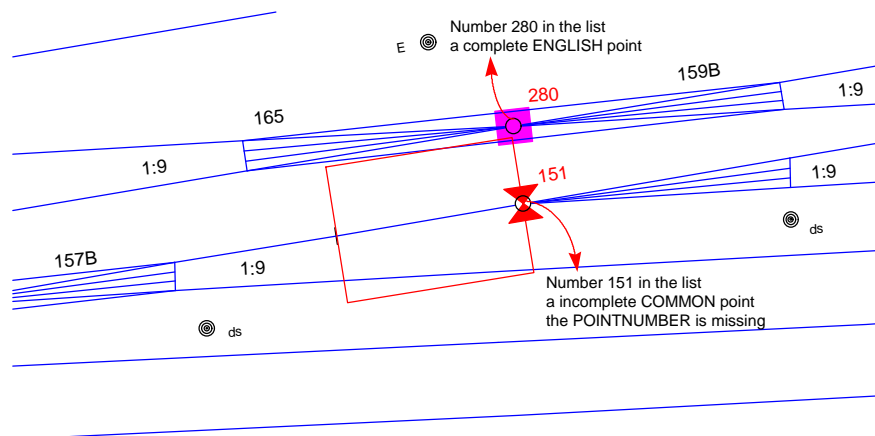 Number 280 in the list
a complete ENGLISH point
E
159B
280
1:9
165
1:9
151
1:9
ds
157B
1:9
Number 151 in the list
a incomplete COMMON point
the POINTNUMBER is missing
ds